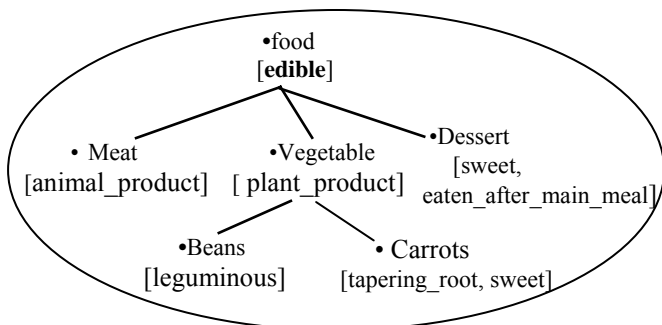 •food
[edible]
• Meat
[animal_product]
•Vegetable
[ plant_product]
•Dessert
[sweet,
eaten_after_main_meal]
•Beans
[leguminous]
• Carrots
[tapering_root, sweet]